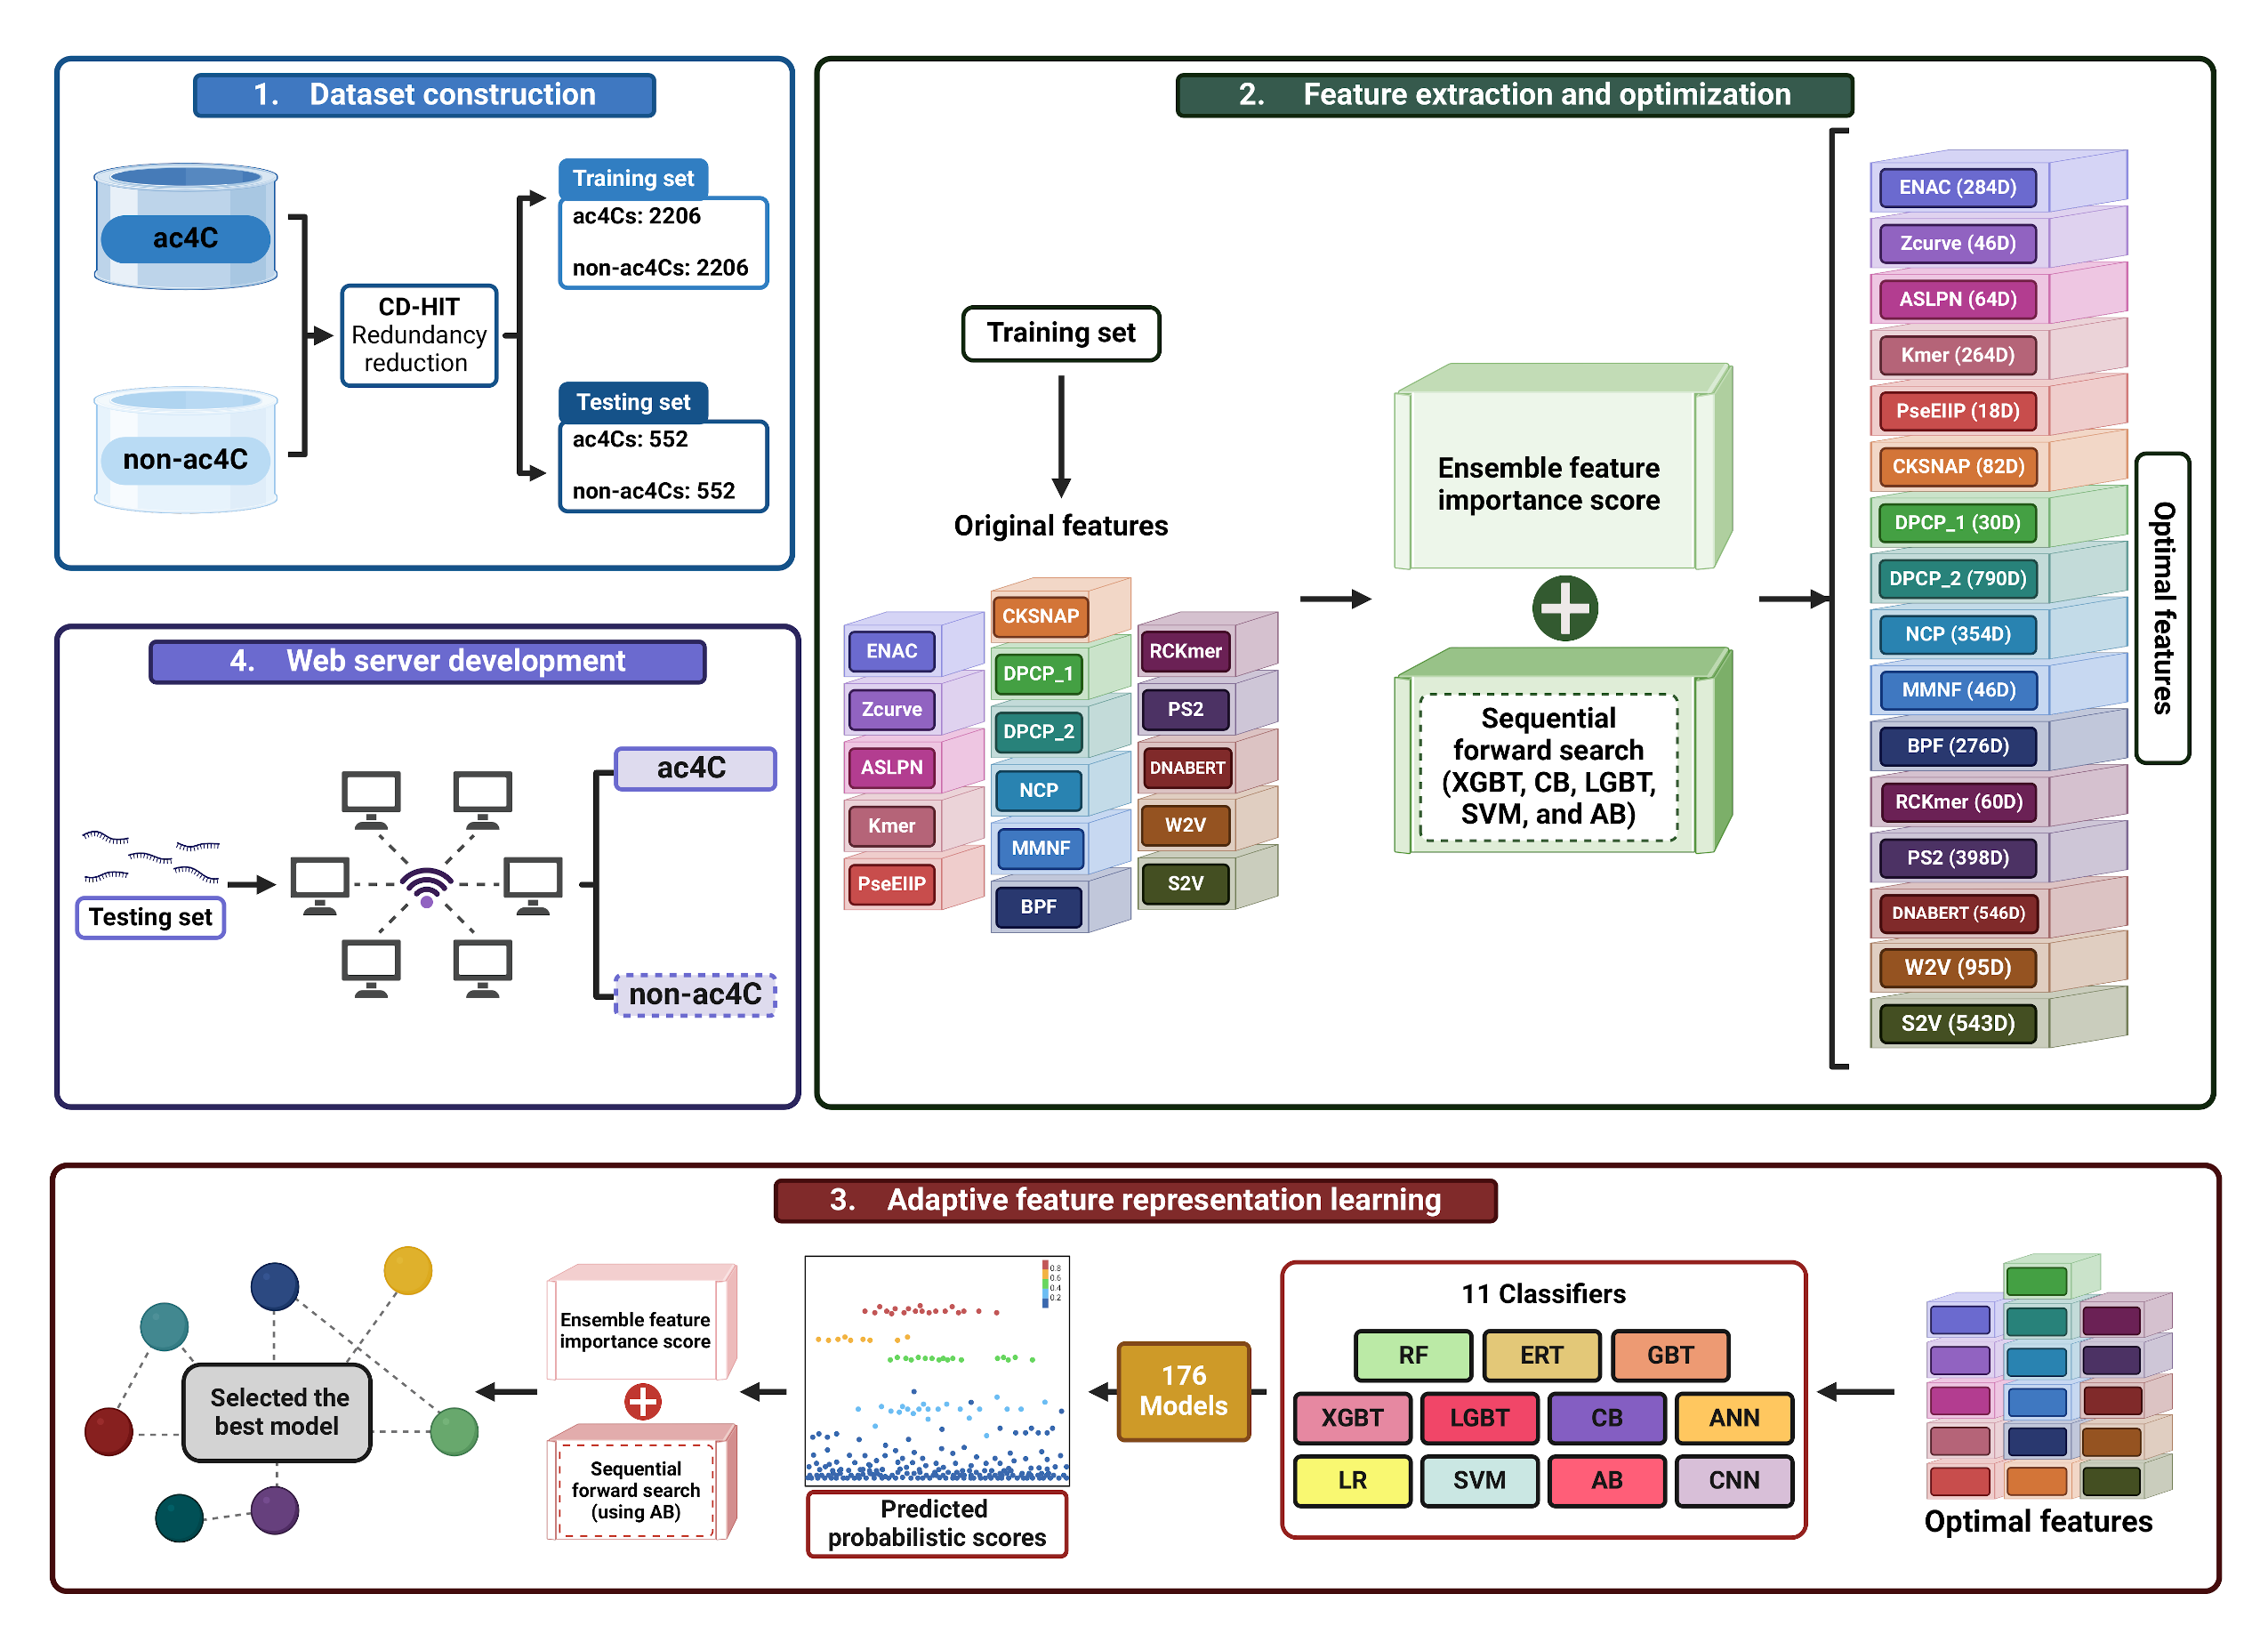 1. Dataset construction
ac4C
non-ac4C
CD-HIT
Redundancy
reduction
Training set
ac4Cs: 2206
non-ac4Cs: 2206
Testing set
ac4Cs: 552
non-ac4Cs: 552
2. Feature extraction and optimization
Training set
Original features
ENAC
Zcurve
ASLPN
Kmer
PseEIIP
CKSNAP
DPCP_1
DPCP_2
NCP
MMNF
BPF
RCKmer
PS2
DNABERT
W2V
S2V
Ensemble feature
importance score
Sequential
forward search
(XGBT, CB, LGBT,
SVM, and AB)
ENAC (284D)
Zcurve (46D)
ASLPN (64D)
Kmer (264D)
PseEIIP (18D)
CKSNAP (82D)
DPCP_1 (30D)
DPCP_2 (790D)
NCP (354D)
MMNF (46D)
BPF (276D)
RCKmer (60D)
PS2 (398D)
DNABERT (546D)
W2V (95D)
S2V (543D)
Optimal features
4. Web server development
Testing set
ac4C
non-ac4C
3. Adaptive feature representation learning
Selected the
best model
Ensemble feature
importance score
Sequential
forward search
(using AB)
0.8
0.6
0.4
0.2
Predicted
probabilistic scores
176
Models
11 Classifiers
RF ERT GBT
XGBT LGBT CB ANN
LR SVM AB CNN
Optimal features